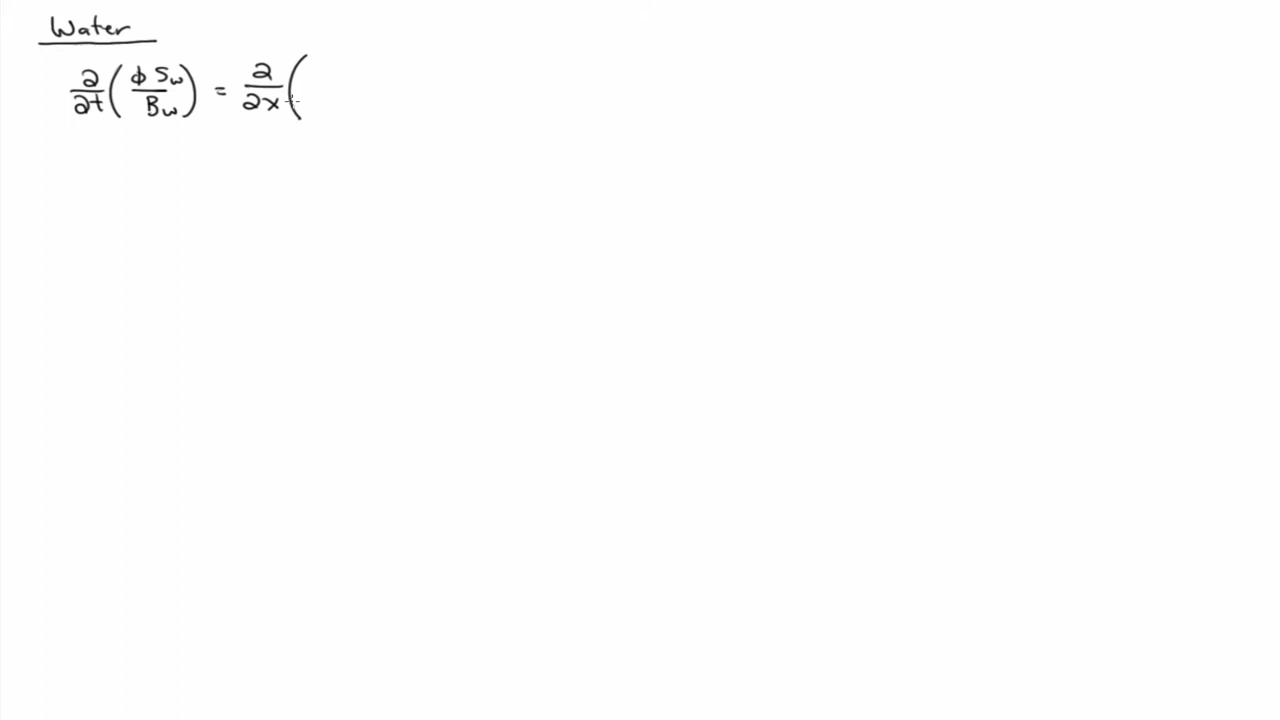 Water
∂/∂t ( ϕ S_w / B_w ) = ∂/∂x (